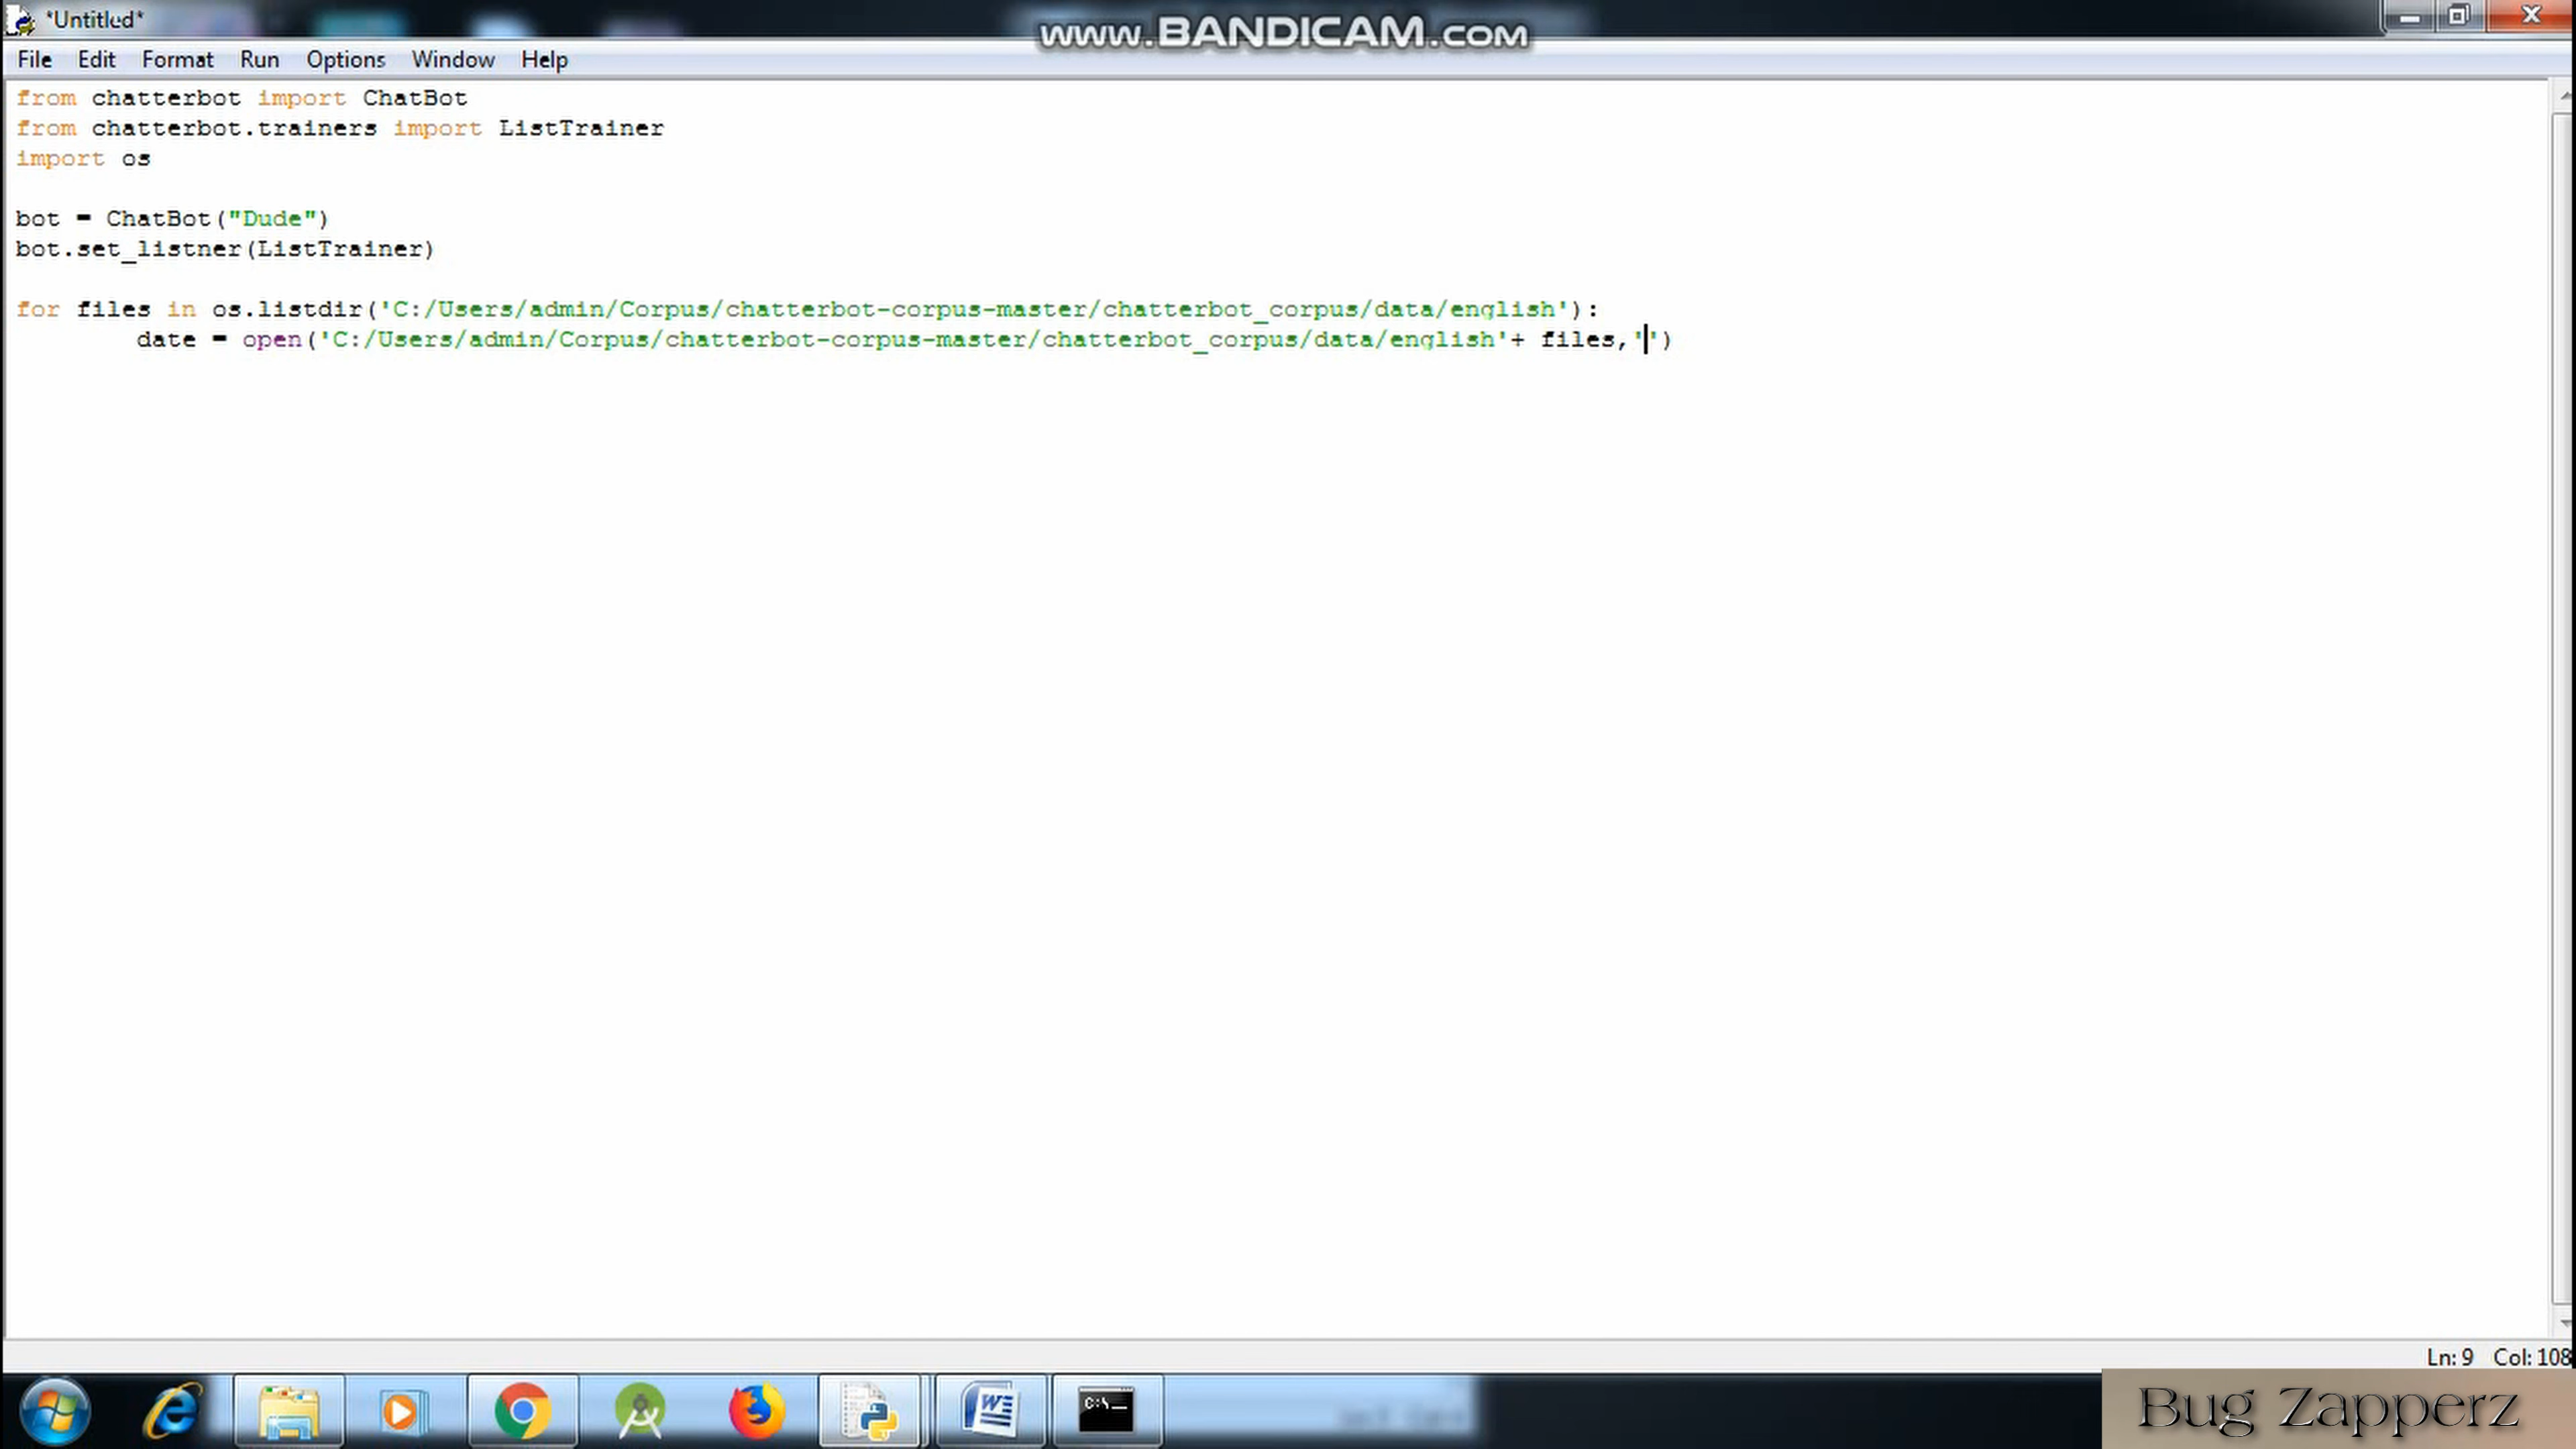 *Untitled*
www.BANDICAM.com
File Edit Format Run Options Window Help
from chatterbot import ChatBot
from chatterbot.trainers import ListTrainer
import os
bot = ChatBot("Dude")
bot.set_listner(ListTrainer)
for files in os.listdir('C:/Users/admin/Corpus/chatterbot-corpus-master/chatterbot_corpus/data/english'):
date = open('C:/Users/admin/Corpus/chatterbot-corpus-master/chatterbot_corpus/data/english'+ files,'')
Ln: 9 Col: 108
C:\_
Bug Zapperz